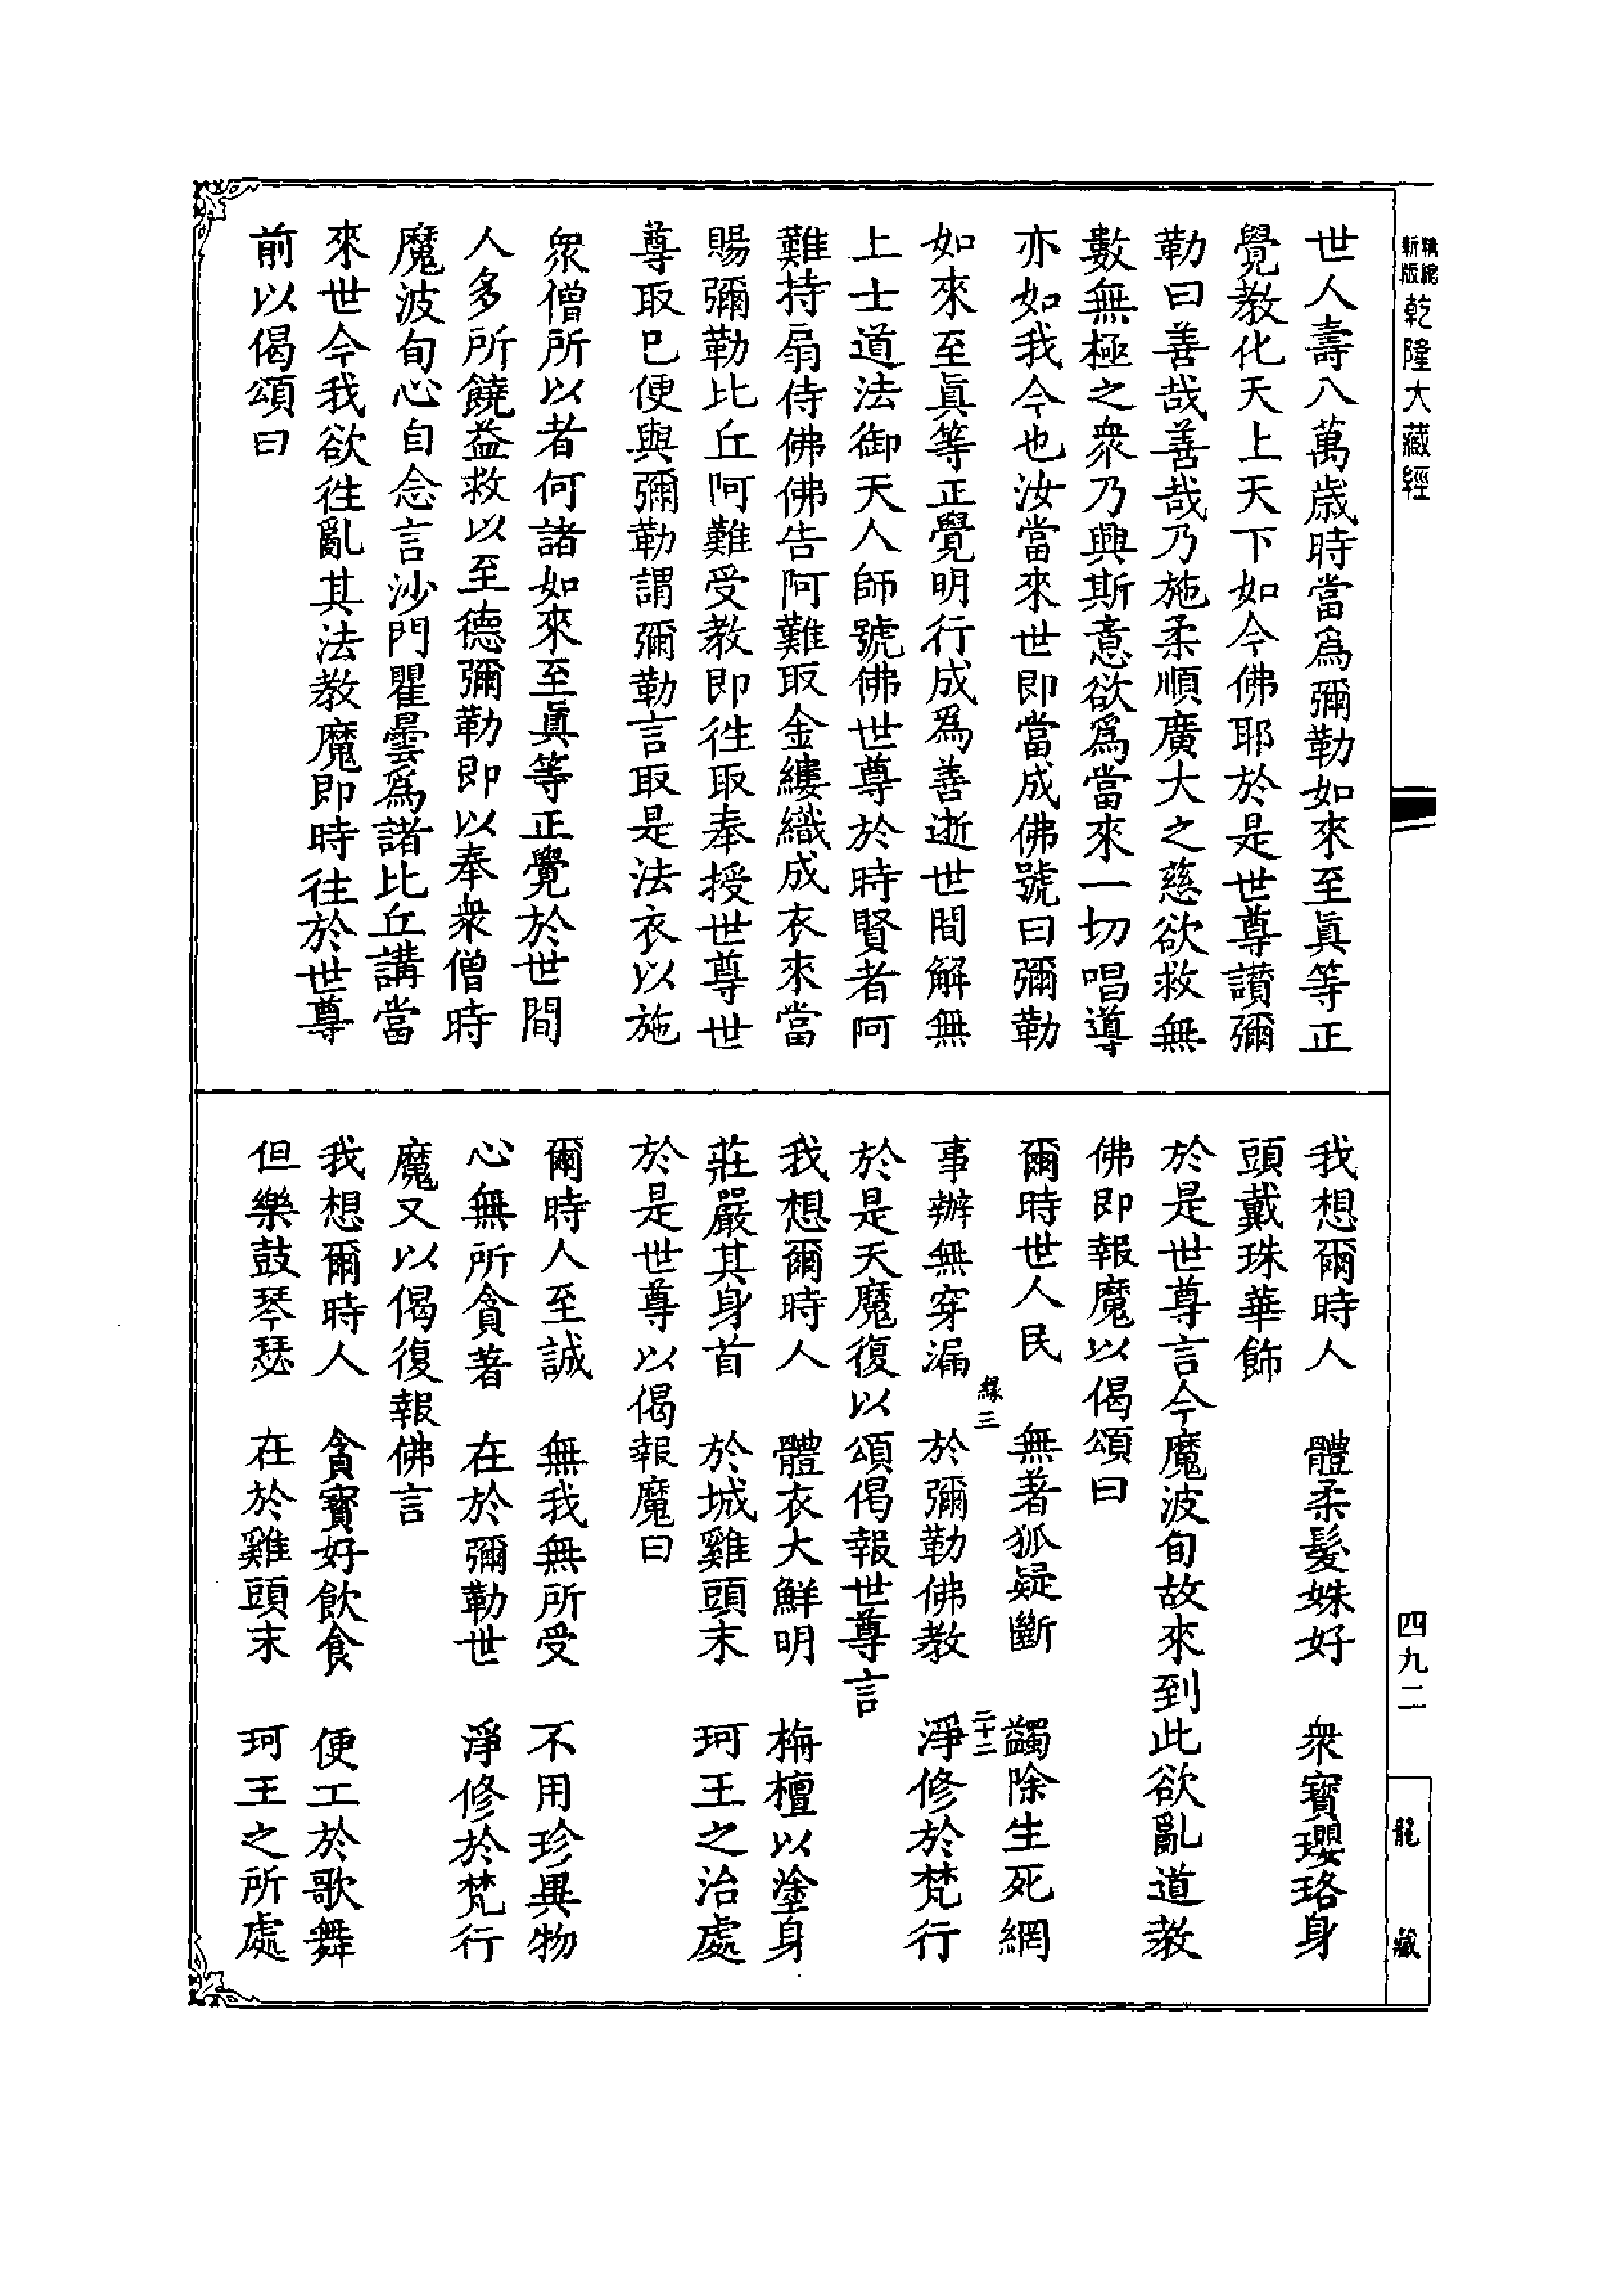 精縮新版乾隆大藏經
世人壽八萬歲時當爲彌勒如來至眞等正
覺教化天上天下如今佛耶於是世尊讚彌
勒曰善哉善哉乃施柔順廣大之慈欲救無
數無極之衆乃興斯意欲爲當來一切唱導
亦如我今也汝當來世即當成佛號曰彌勒
如來至眞等正覺明行成爲善逝世間解無
上士道法御天人師號佛世尊於時賢者阿
難持扇侍佛佛告阿難取金縷織成衣來當
賜彌勒比丘阿難受教即徃取奉授世尊世
尊取已便與彌勒謂彌勒言取是法衣以施
衆僧所以者何諸如來至眞等正覺於世間
人多所饒益救以至德彌勒即以奉衆僧時
魔波旬心自念言沙門瞿曇爲諸比丘講當
來世今我欲徃亂其法教魔即時往於世尊
前以偈頌曰
我想爾時人　體柔髮姝好　衆寶瓔珞身
頭戴珠華飾
於是世尊言今魔波旬故來到此欲亂道教
佛即報魔以偈頌曰
爾時世人民　無著狐疑斷　蠲除生死網
緣三　二十二
事辦無穿漏　於彌勒佛教　淨修於梵行
於是天魔復以頌偈報世尊言
我想爾時人　體衣大鮮明　栴檀以塗身
莊嚴其身首　於城雞頭末　珂王之治處
於是世尊以偈報魔曰
爾時人至誠　無我無所受　不用珍異物
心無所貪著　在於彌勒世　淨修於梵行
魔又以偈復報佛言
我想爾時人　貪寶好飲食　便工於歌舞
但樂鼓琴瑟　在於雞頭末　珂王之所處
四九二
龍藏